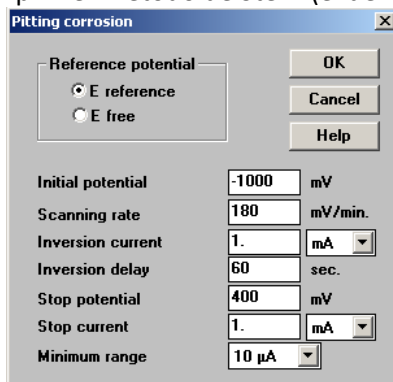 Pitting corrosion
Reference potential
E reference
E free
OK
Cancel
Help
Initial potential -1000 mV
Scanning rate 180 mV/min.
Inversion current 1. mA
Inversion delay 60 sec.
Stop potential 400 mV
Stop current 1. mA
Minimum range 10 µA